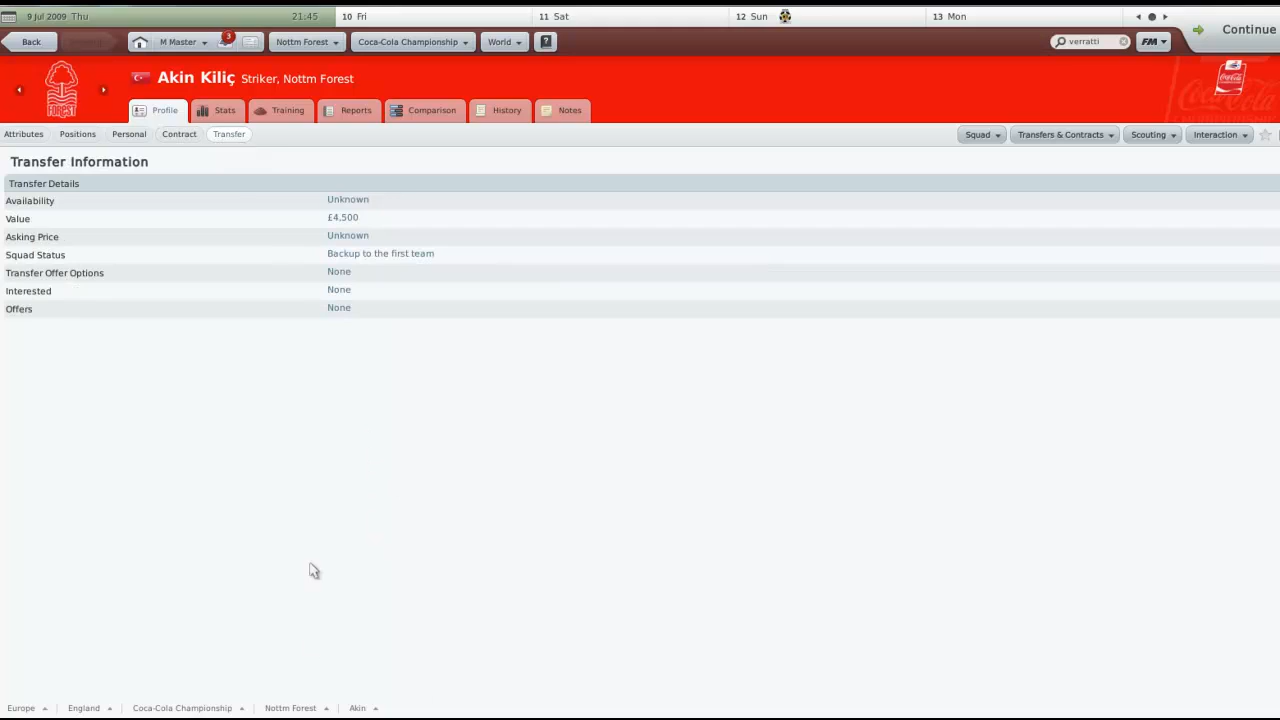 9 Jul 2009 Thu 21:45 10 Fri 11 Sat 12 Sun 13 Mon
Continue
Back M Master 3 Nottm Forest Coca-Cola Championship World ? verratti FM
Akin Kiliç Striker, Nottm Forest
FOREST
Coca-Cola
Profile Stats Training Reports Comparison History Notes
Attributes Positions Personal Contract Transfer Squad Transfers & Contracts Scouting Interaction
Transfer Information
Transfer Details
Availability Unknown
Value £4,500
Asking Price Unknown
Squad Status Backup to the first team
Transfer Offer Options None
Interested None
Offers None
Europe England Coca-Cola Championship Nottm Forest Akin